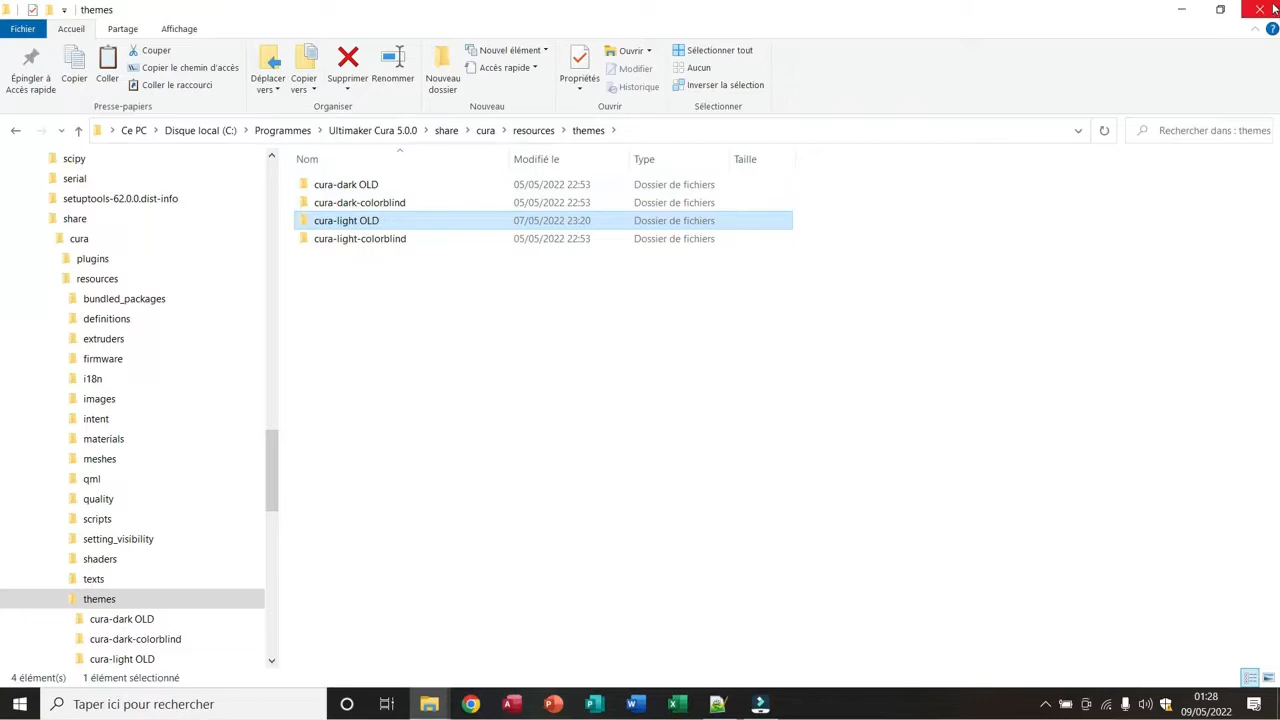 themes
Fichier Accueil Partage Affichage
Épingler à Accès rapide
Copier
Coller
Couper
Copier le chemin d'accès
Coller le raccourci
Presse-papiers
Déplacer vers
Copier vers
Supprimer
Renommer
Organiser
Nouveau dossier
Nouvel élément
Accès rapide
Nouveau
Propriétés
Ouvrir
Modifier
Historique
Ouvrir
Sélectionner tout
Aucun
Inverser la sélection
Sélectionner
Ce PC > Disque local (C:) > Programmes > Ultimaker Cura 5.0.0 > share > cura > resources > themes >
Rechercher dans : themes
scipy
serial
setuptools-62.0.0.dist-info
share
cura
plugins
resources
bundled_packages
definitions
extruders
firmware
i18n
images
intent
materials
meshes
qml
quality
scripts
setting_visibility
shaders
texts
themes
cura-dark OLD
cura-dark-colorblind
cura-light OLD
Nom Modifié le Type Taille
cura-dark OLD 05/05/2022 22:53 Dossier de fichiers
cura-dark-colorblind 05/05/2022 22:53 Dossier de fichiers
cura-light OLD 07/05/2022 23:20 Dossier de fichiers
cura-light-colorblind 05/05/2022 22:53 Dossier de fichiers
4 élément(s) 1 élément sélectionné
Taper ici pour rechercher
01:28
09/05/2022